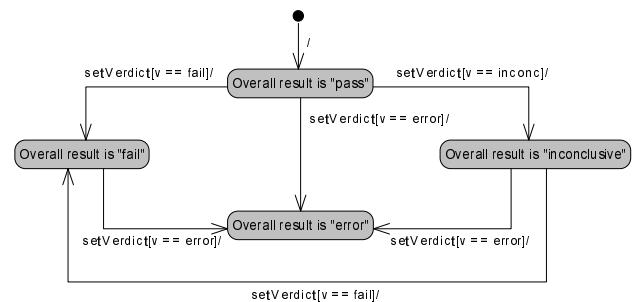 /
setVerdict[v == fail]/
setVerdict[v == inconc]/
Overall result is "pass"
setVerdict[v == error]/
Overall result is "fail"
Overall result is "inconclusive"
Overall result is "error"
setVerdict[v == error]/
setVerdict[v == error]/
setVerdict[v == fail]/